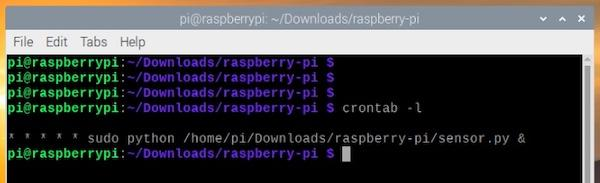 pi@raspberrypi: ~/Downloads/raspberry-pi
File Edit Tabs Help
pi@raspberrypi:~/Downloads/raspberry-pi $
pi@raspberrypi:~/Downloads/raspberry-pi $
pi@raspberrypi:~/Downloads/raspberry-pi $
pi@raspberrypi:~/Downloads/raspberry-pi $ crontab -l
* * * * * sudo python /home/pi/Downloads/raspberry-pi/sensor.py &
pi@raspberrypi:~/Downloads/raspberry-pi $